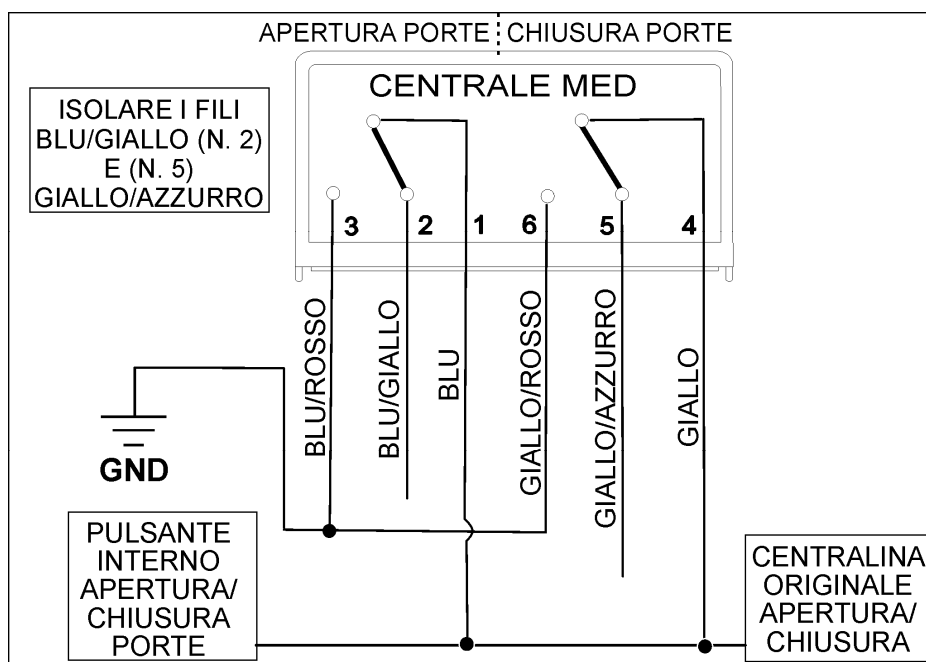 APERTURA PORTE CHIUSURA PORTE
CENTRALE MED
ISOLARE I FILI
BLU/GIALLO (N. 2)
E (N. 5)
GIALLO/AZZURRO
3 2 1 6 5 4
BLU/ROSSO
BLU/GIALLO
BLU
GIALLO/ROSSO
GIALLO/AZZURRO
GIALLO
GND
PULSANTE
INTERNO
APERTURA/
CHIUSURA
PORTE
CENTRALINA
ORIGINALE
APERTURA/
CHIUSURA